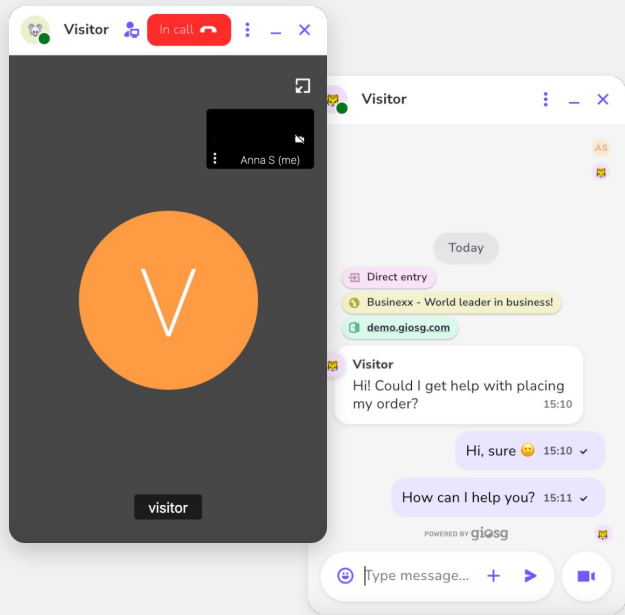 Visitor
In call
Anna S (me)
V
visitor
Visitor
AS
Today
Direct entry
Businexx - World leader in business!
demo.giosg.com
Visitor
Hi! Could I get help with placing
my order?
15:10
Hi, sure 15:10
How can I help you? 15:11
POWERED BY giosg
Type message...